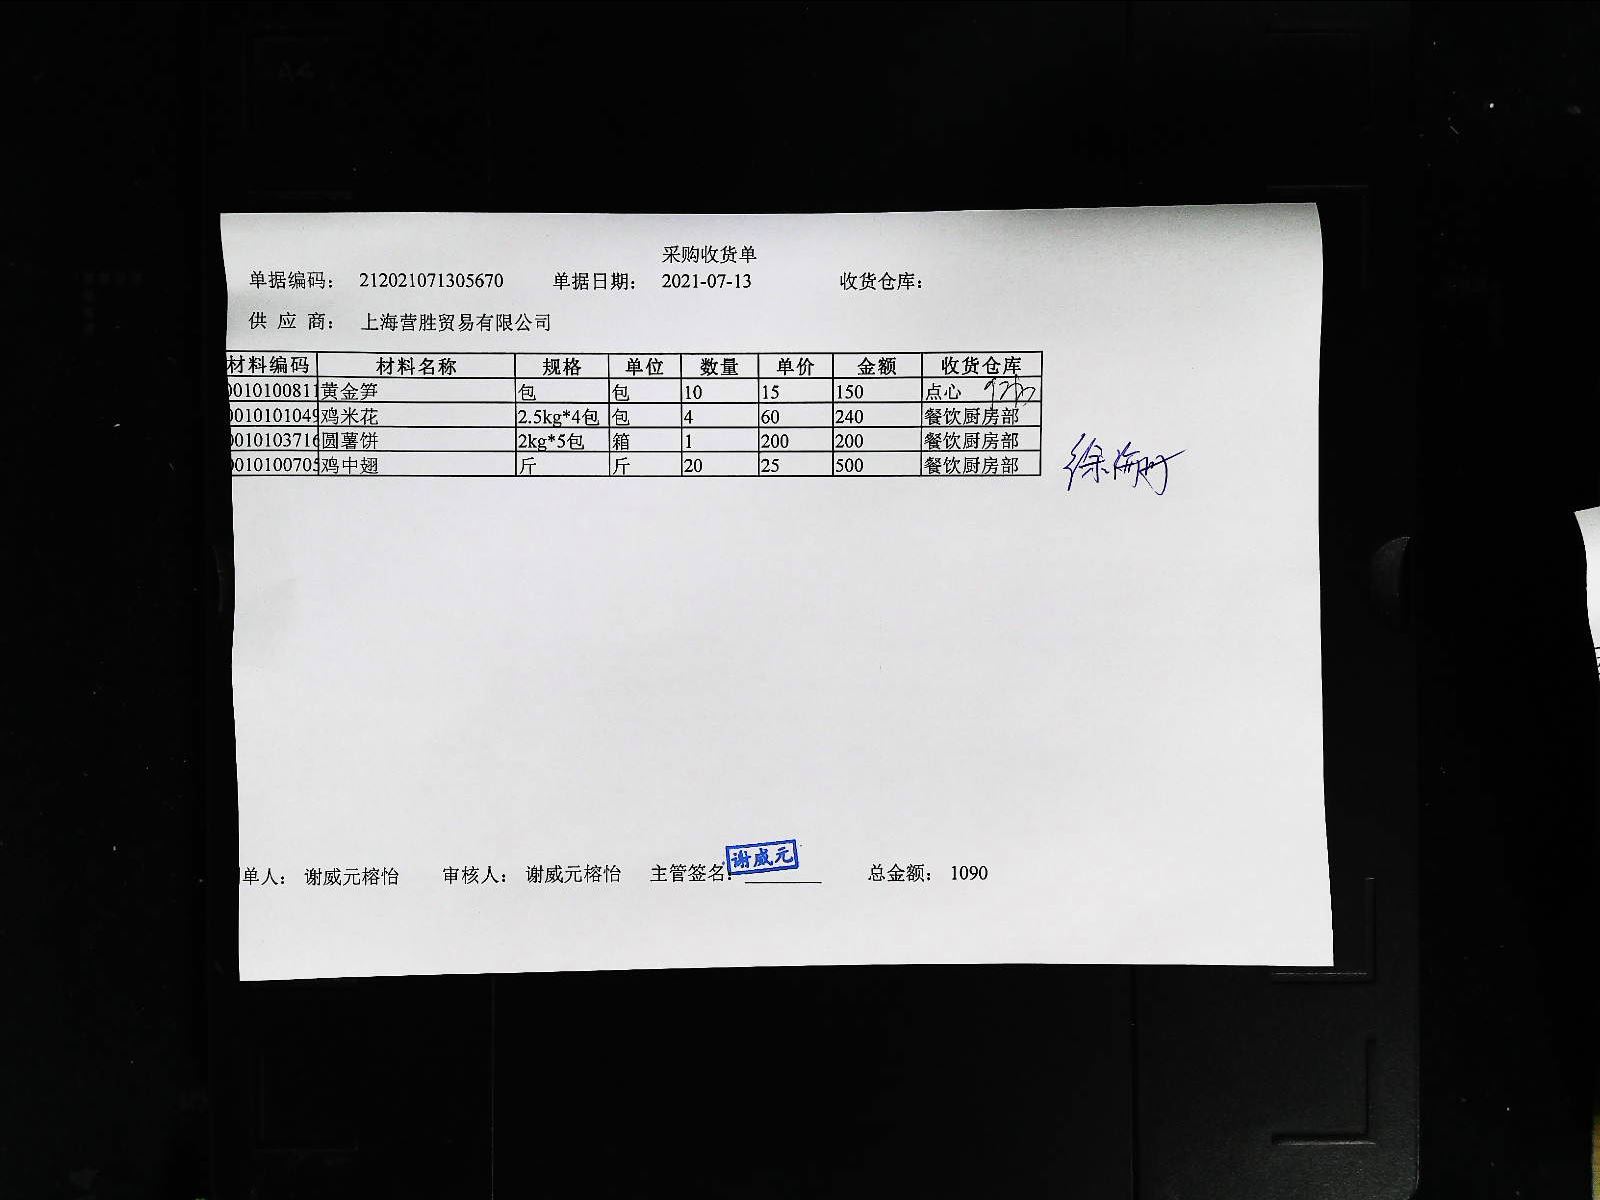 采购收货单
单据编码： 212021071305670 单据日期： 2021-07-13 收货仓库：
供 应 商： 上海营胜贸易有限公司
材料编码 材料名称 规格 单位 数量 单价 金额 收货仓库
0010100811 黄金笋 包 包 10 15 150 点心
0010101049 鸡米花 2.5kg*4包 包 4 60 240 餐饮厨房部
0010103716 圆薯饼 2kg*5包 箱 1 200 200 餐饮厨房部
0010100705 鸡中翅 斤 斤 20 25 500 餐饮厨房部
谢威元
单人： 谢威元榕怡 审核人： 谢威元榕怡 主管签名： 总金额： 1090